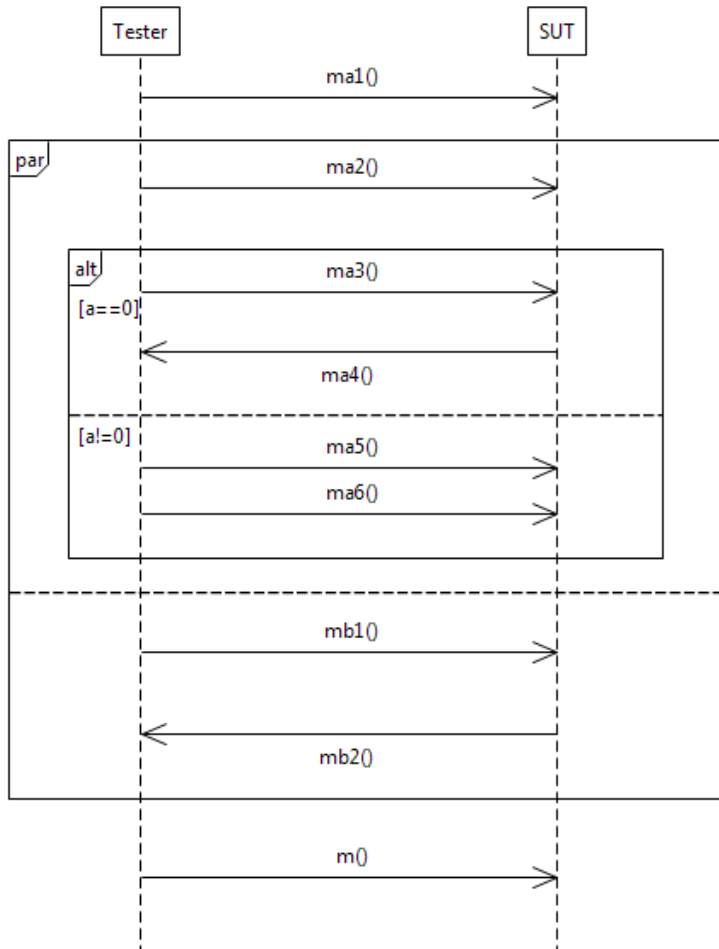 Tester
SUT
ma1()
par
ma2()
alt
ma3()
[a==0]
ma4()
[a!=0]
ma5()
ma6()
mb1()
mb2()
m()